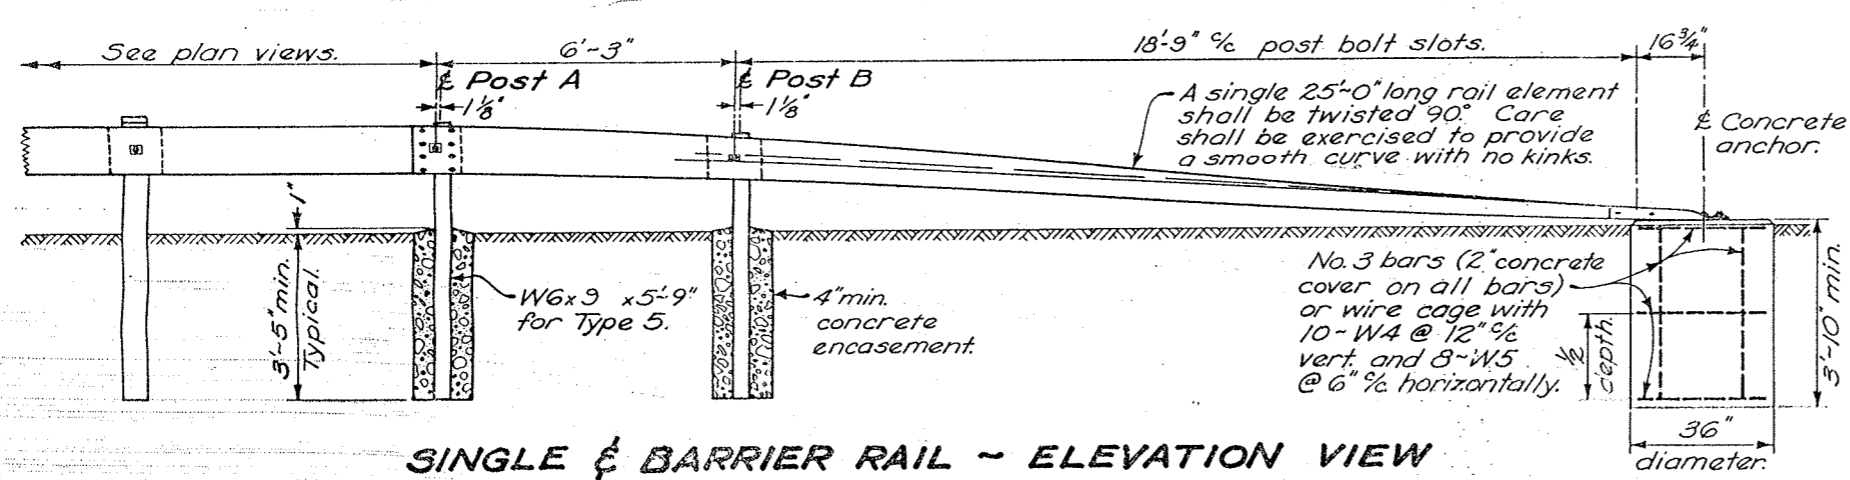 See plan views.
6'-3"
18'-9" c/c post bolt slots.
16¾"
℄ Post A
1⅛"
℄ Post B
1⅛"
A single 25'-0" long rail element
shall be twisted 90°. Care
shall be exercised to provide
a smooth curve with no kinks.
℄ Concrete
anchor.
1"
3'-5" min.
Typical.
W6x9 x5'-9"
for Type 5.
4" min.
concrete
encasement.
No. 3 bars (2" concrete
cover on all bars)
or wire cage with
10~W4 @ 12" c/c
vert. and 8~W5
@ 6" c/c horizontally.
½
depth.
3'-10" min.
36"
diameter.
SINGLE & BARRIER RAIL ~ ELEVATION VIEW